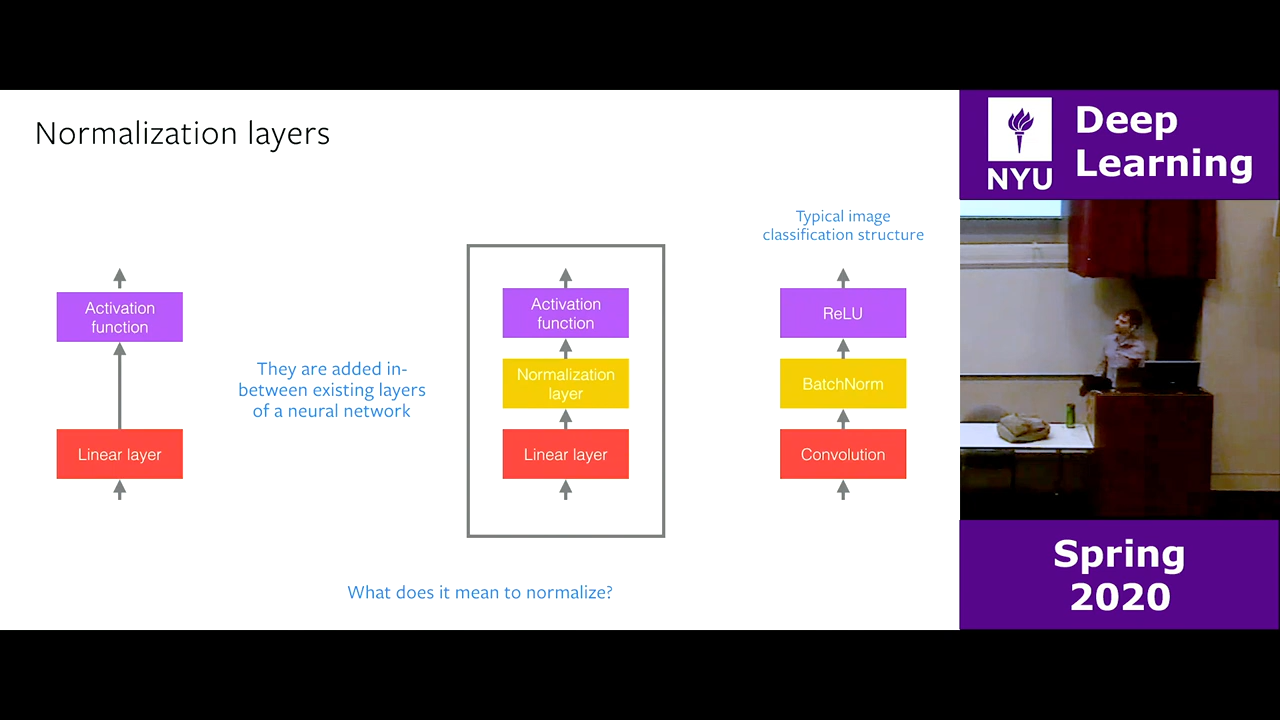 Normalization layers
Activation
function
Linear layer
They are added in-
between existing layers
of a neural network
Activation
function
Normalization
layer
Linear layer
Typical image
classification structure
ReLU
BatchNorm
Convolution
What does it mean to normalize?
NYU
Deep
Learning
Spring
2020